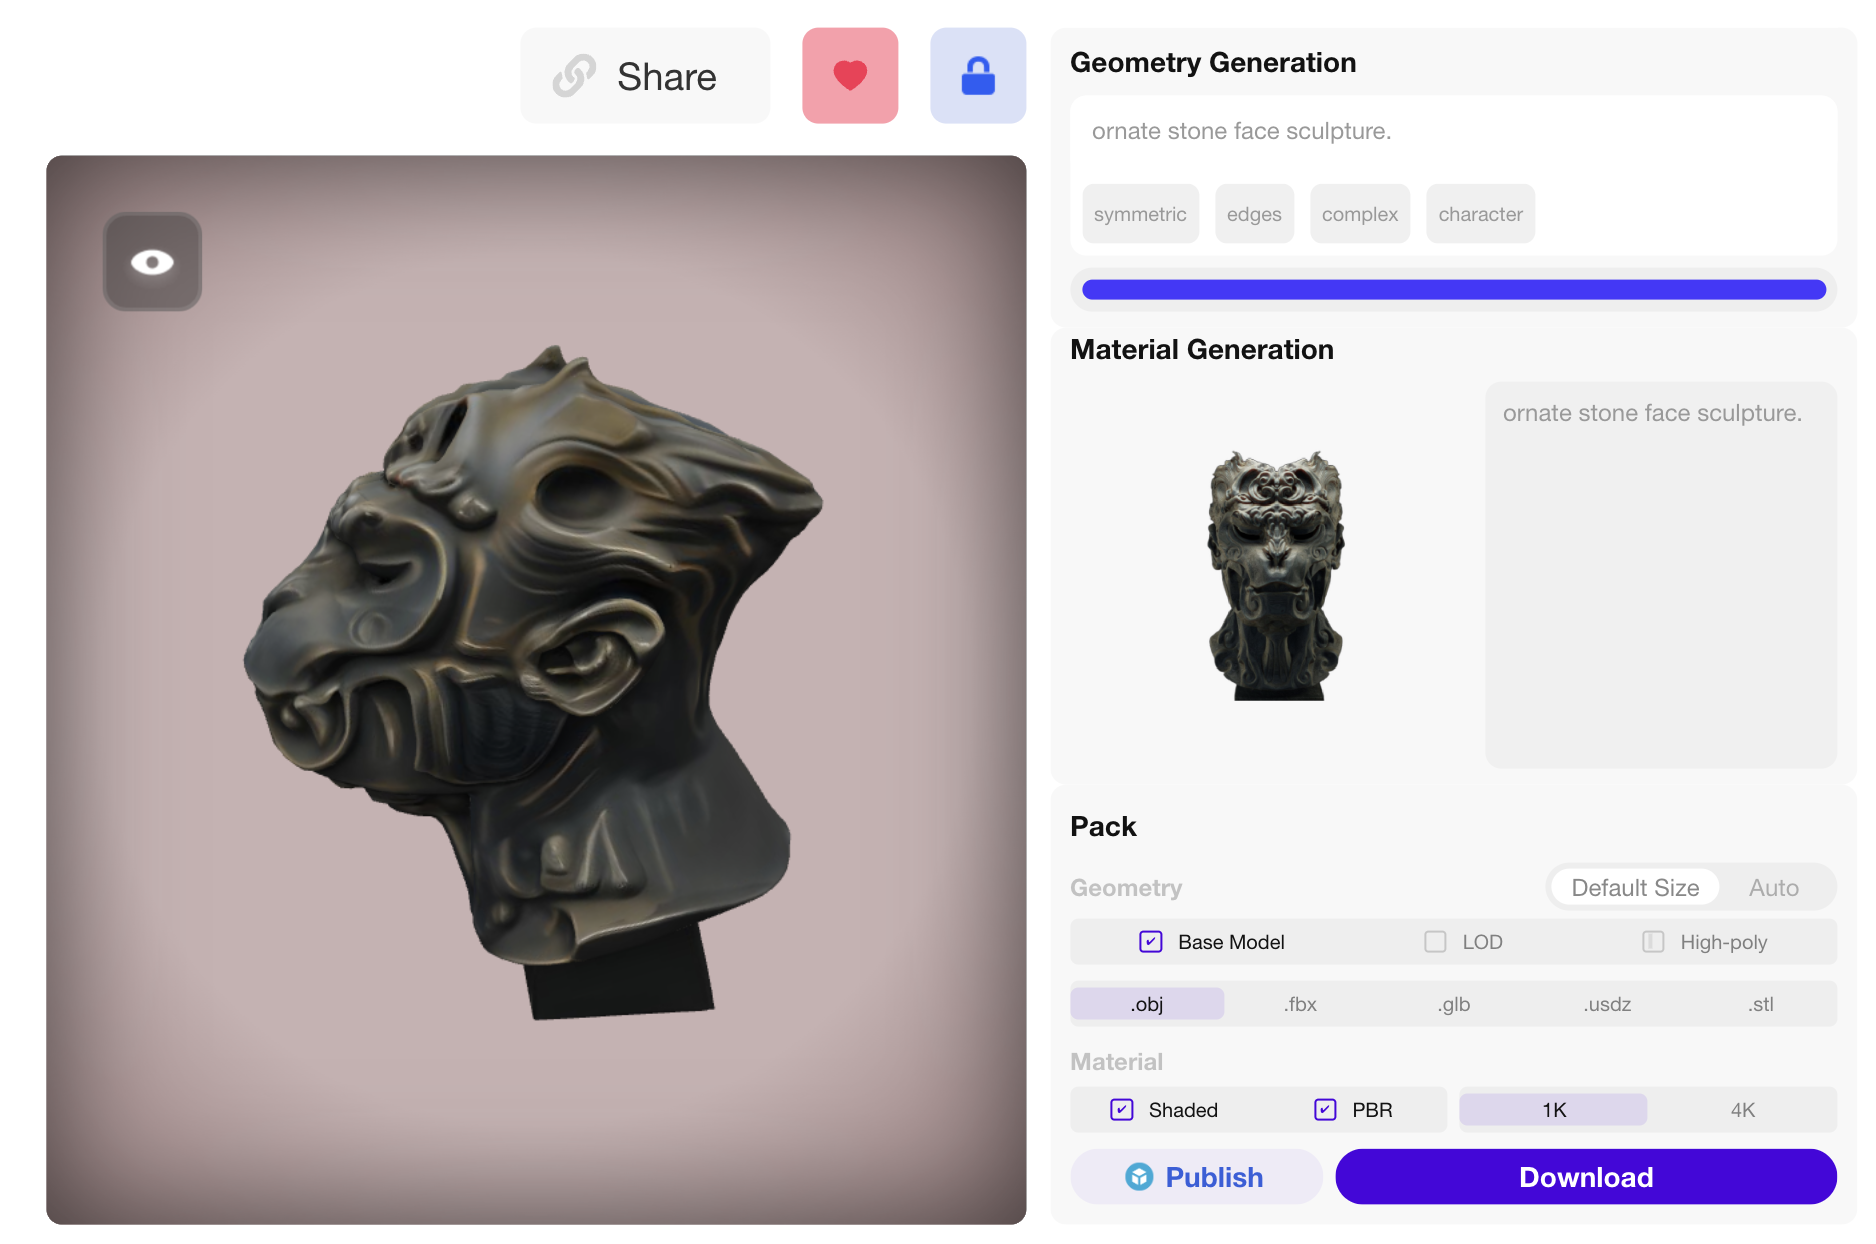 Share
Geometry Generation
ornate stone face sculpture.
symmetric edges complex character
Material Generation
ornate stone face sculpture.
Pack
Geometry Default Size Auto
Base Model LOD High-poly
.obj .fbx .glb .usdz .stl
Material
Shaded PBR 1K 4K
Publish Download